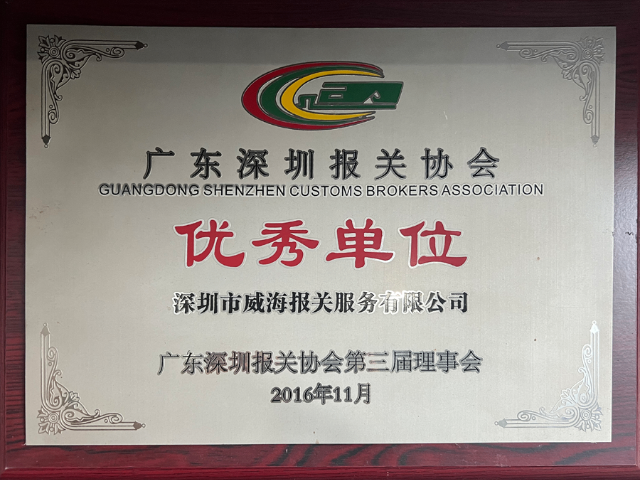 广东深圳报关协会
GUANGDONG SHENZHEN CUSTOMS BROKERS ASSOCIATION
优秀单位
深圳市威海报关服务有限公司
广东深圳报关协会第三届理事会
2016年11月